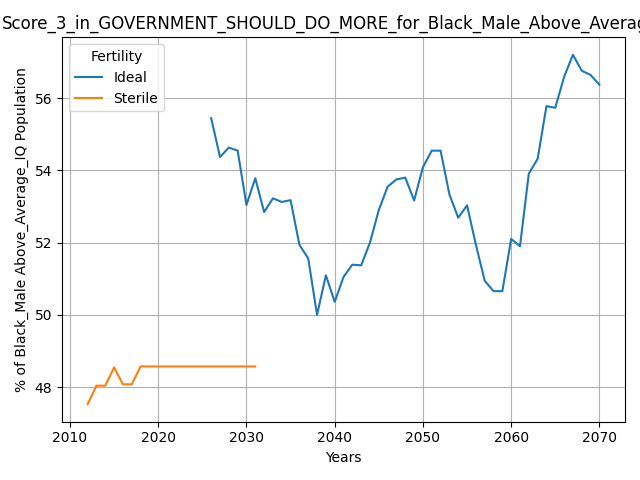 Score_3_in_GOVERNMENT_SHOULD_DO_MORE_for_Black_Male_Above_Averag
Fertility
Ideal
Sterile
% of Black_Male Above_Average_IQ Population
56
54
52
50
48
2010 2020 2030 2040 2050 2060 2070
Years